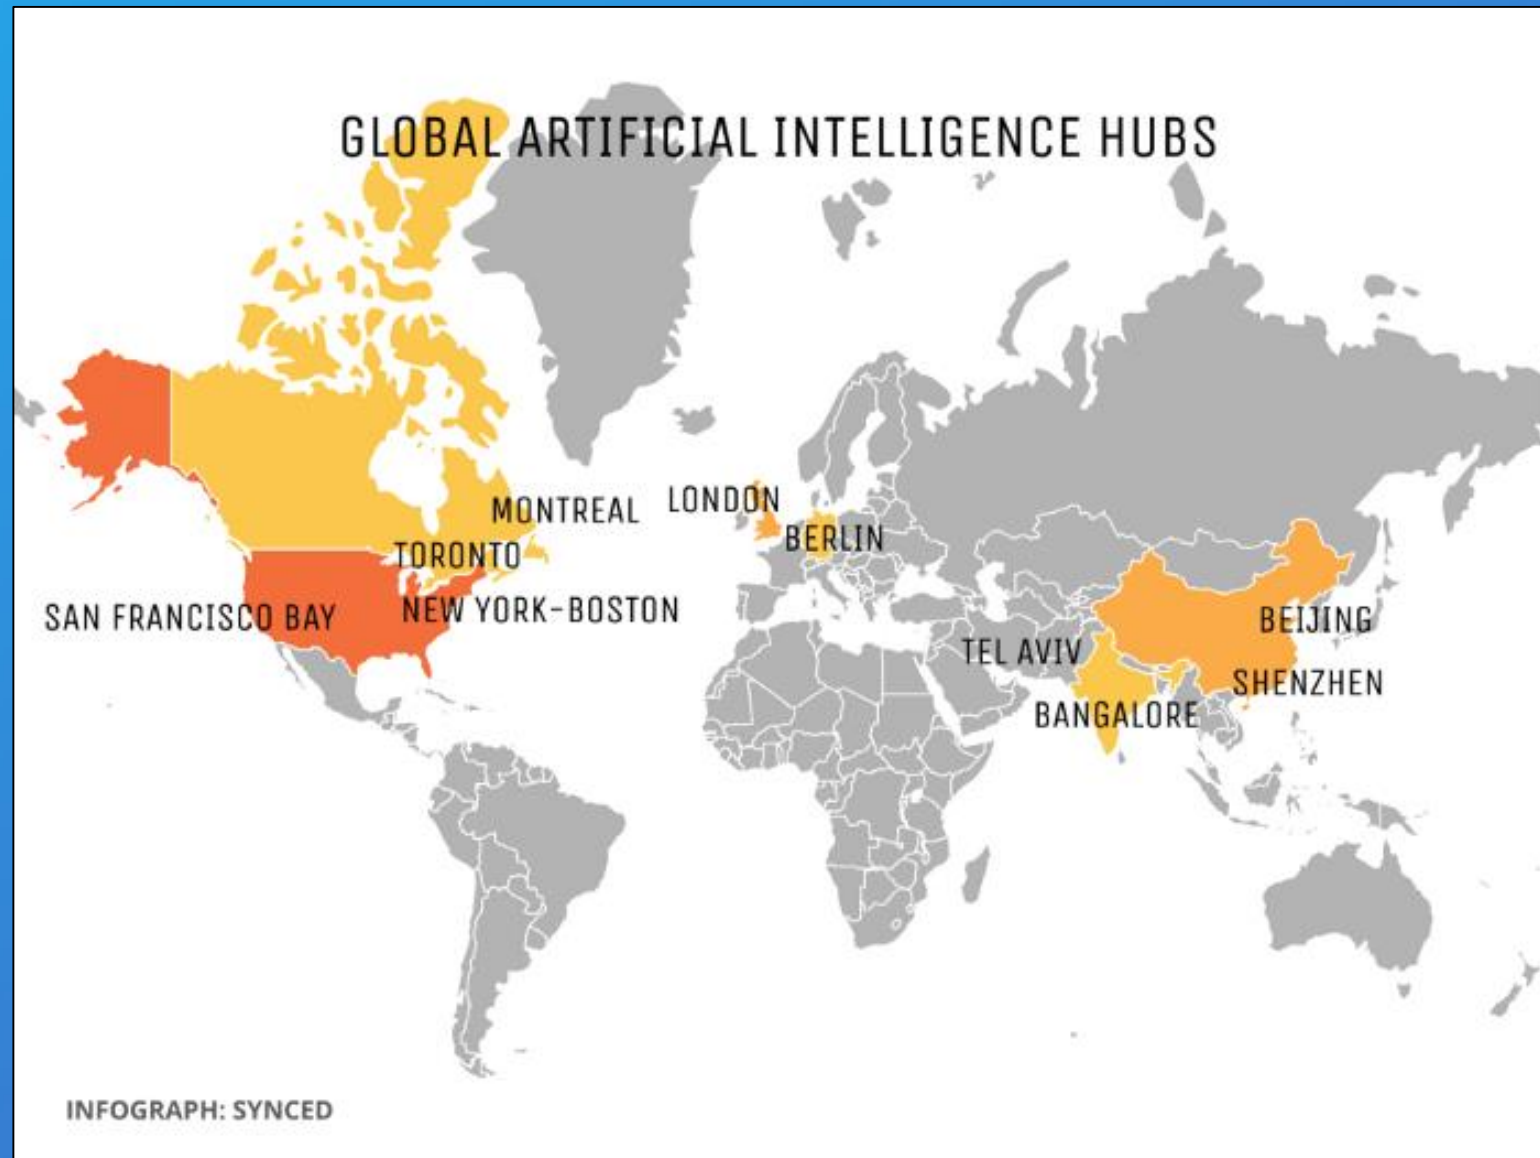 GLOBAL ARTIFICIAL INTELLIGENCE HUBS
MONTREAL
LONDON
BERLIN
TORONTO
SAN FRANCISCO BAY
NEW YORK-BOSTON
BEIJING
TEL AVIV
SHENZHEN
BANGALORE
INFOGRAPH: SYNCED